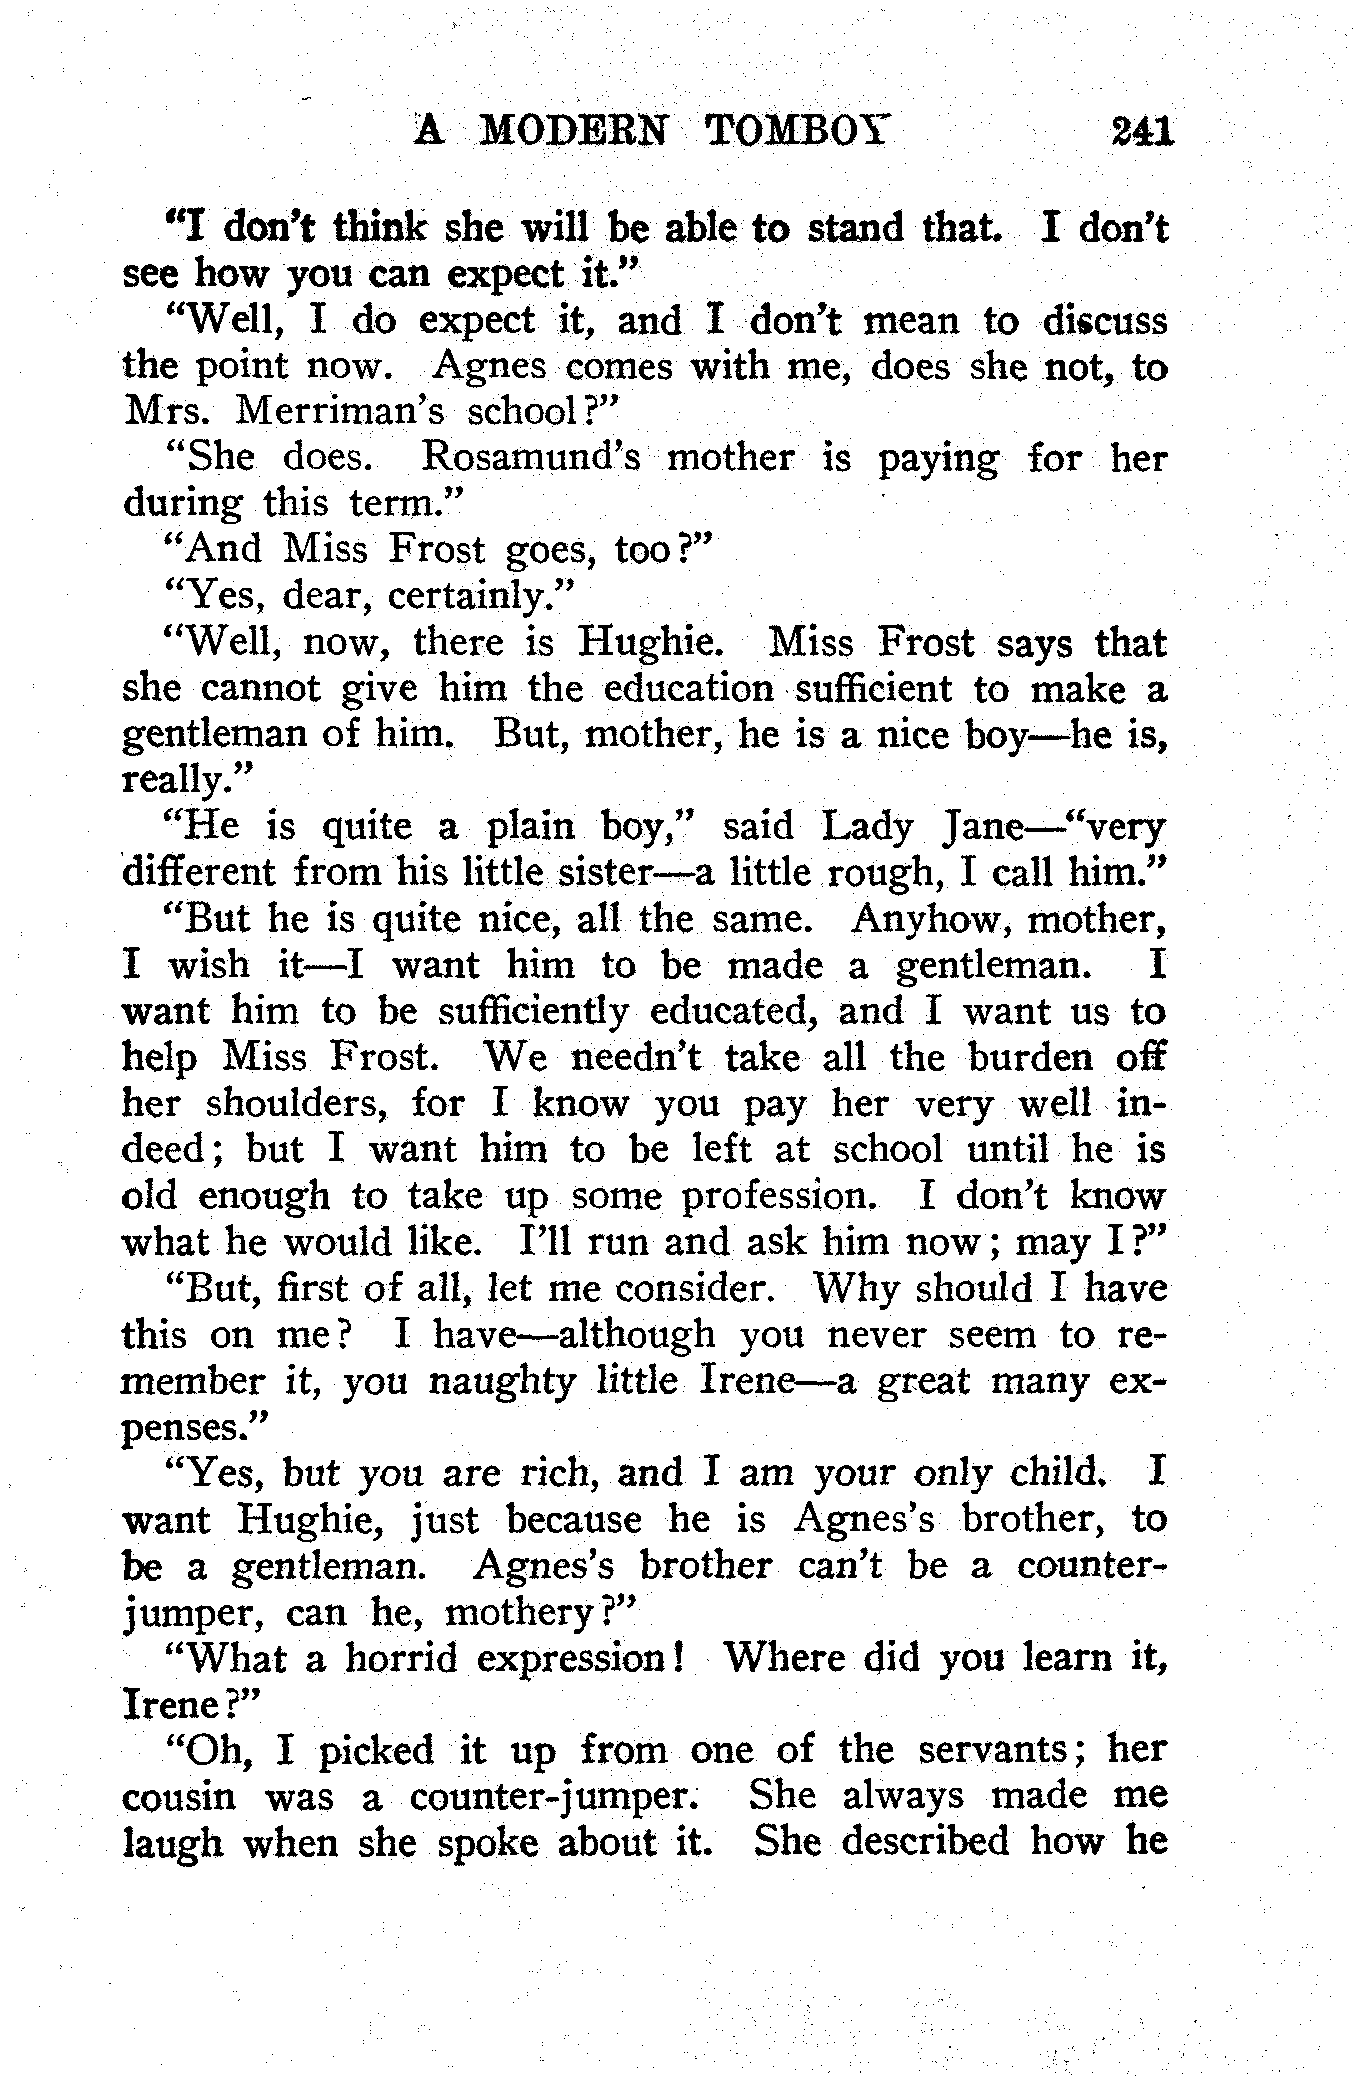 A MODERN TOMBOY 241
"I don't think she will be able to stand that. I don't
see how you can expect it."
"Well, I do expect it, and I don't mean to discuss
the point now. Agnes comes with me, does she not, to
Mrs. Merriman's school?"
"She does. Rosamund's mother is paying for her
during this term."
"And Miss Frost goes, too?"
"Yes, dear, certainly."
"Well, now, there is Hughie. Miss Frost says that
she cannot give him the education sufficient to make a
gentleman of him. But, mother, he is a nice boy—he is,
really."
"He is quite a plain boy," said Lady Jane—"very
different from his little sister—a little rough, I call him."
"But he is quite nice, all the same. Anyhow, mother,
I wish it—I want him to be made a gentleman. I
want him to be sufficiently educated, and I want us to
help Miss Frost. We needn't take all the burden off
her shoulders, for I know you pay her very well in-
deed; but I want him to be left at school until he is
old enough to take up some profession. I don't know
what he would like. I'll run and ask him now; may I?"
"But, first of all, let me consider. Why should I have
this on me? I have—although you never seem to re-
member it, you naughty little Irene—a great many ex-
penses."
"Yes, but you are rich, and I am your only child. I
want Hughie, just because he is Agnes's brother, to
be a gentleman. Agnes's brother can't be a counter-
jumper, can he, mothery?"
"What a horrid expression! Where did you learn it,
Irene?"
"Oh, I picked it up from one of the servants; her
cousin was a counter-jumper. She always made me
laugh when she spoke about it. She described how he